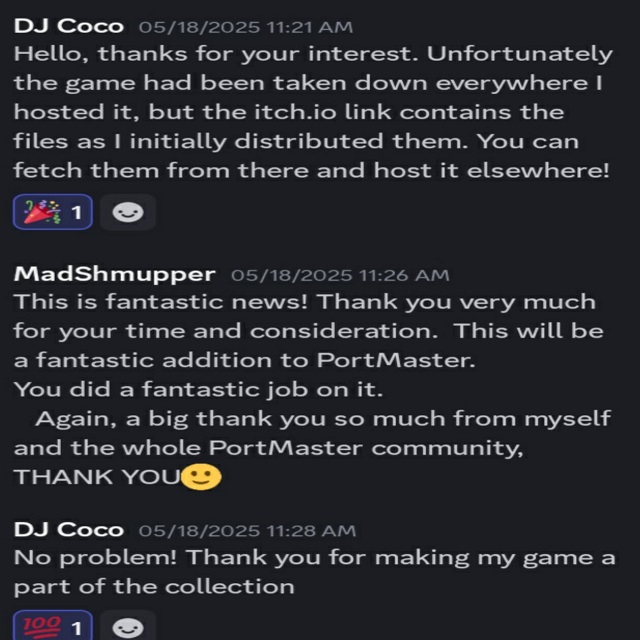 DJ Coco 05/18/2025 11:21 AM
Hello, thanks for your interest. Unfortunately
the game had been taken down everywhere I
hosted it, but the itch.io link contains the
files as I initially distributed them. You can
fetch them from there and host it elsewhere!
🎉 1
MadShmupper 05/18/2025 11:26 AM
This is fantastic news! Thank you very much
for your time and consideration.  This will be
a fantastic addition to PortMaster.
You did a fantastic job on it.
   Again, a big thank you so much from myself
and the whole PortMaster community,
THANK YOU🙂
DJ Coco 05/18/2025 11:28 AM
No problem! Thank you for making my game a
part of the collection
💯 1